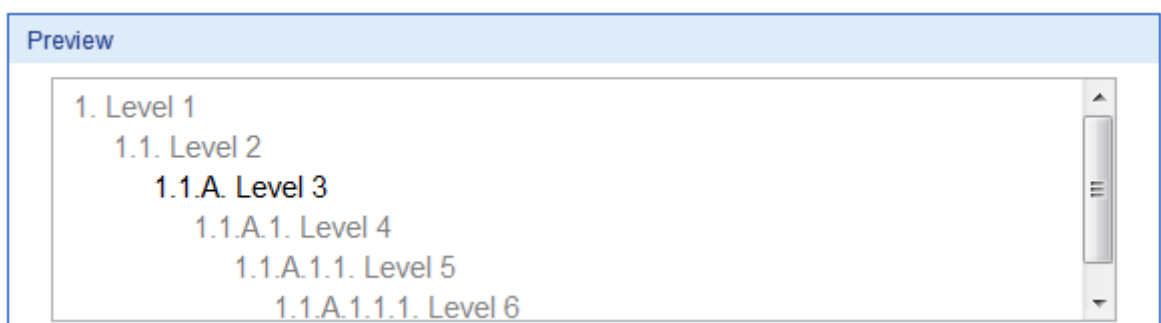 Preview
1. Level 1
1.1. Level 2
1.1.A. Level 3
1.1.A.1. Level 4
1.1.A.1.1. Level 5
1.1.A.1.1.1. Level 6